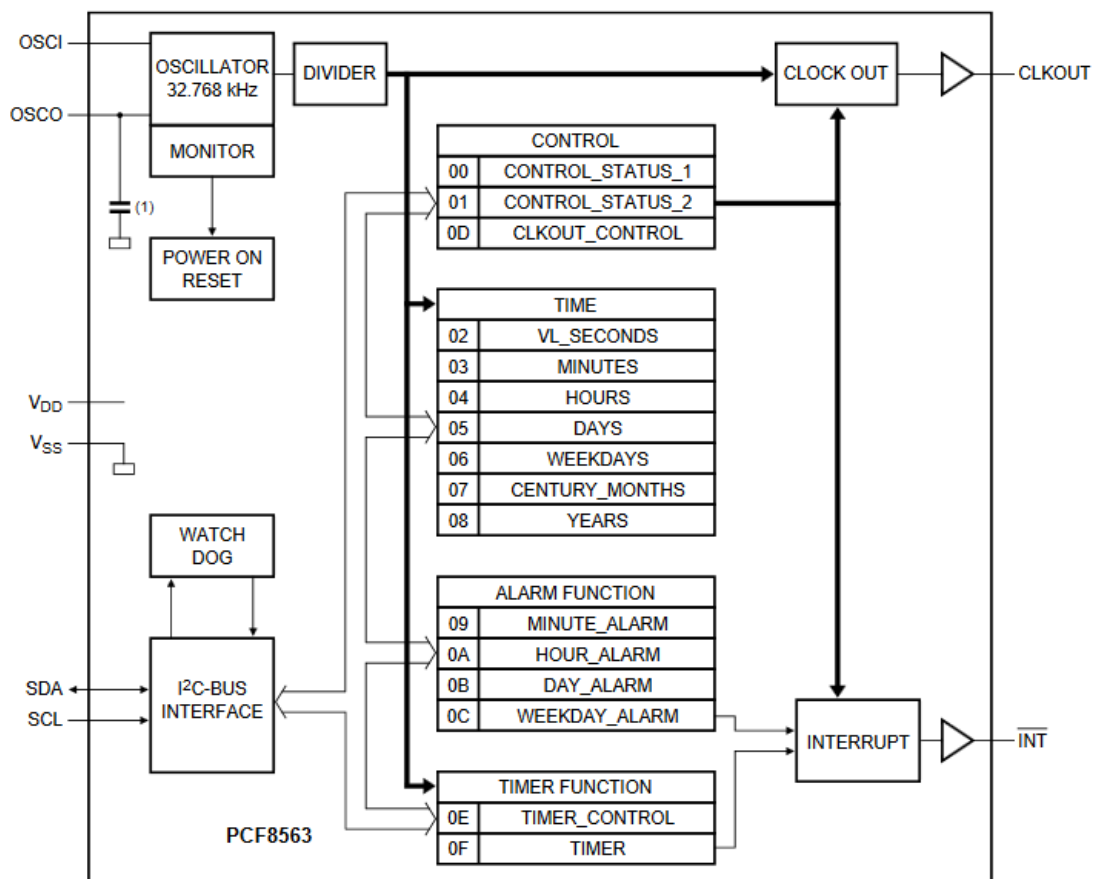 OSCI
OSCO
OSCILLATOR
32.768 kHz
MONITOR
DIVIDER
CLOCK OUT
CLKOUT
(1)
POWER ON
RESET
CONTROL
00 CONTROL_STATUS_1
01 CONTROL_STATUS_2
0D CLKOUT_CONTROL
TIME
02 VL_SECONDS
03 MINUTES
04 HOURS
05 DAYS
06 WEEKDAYS
07 CENTURY_MONTHS
08 YEARS
VDD
VSS
WATCH
DOG
I²C-BUS
INTERFACE
SDA
SCL
ALARM FUNCTION
09 MINUTE_ALARM
0A HOUR_ALARM
0B DAY_ALARM
0C WEEKDAY_ALARM
INTERRUPT
INT
TIMER FUNCTION
0E TIMER_CONTROL
0F TIMER
PCF8563